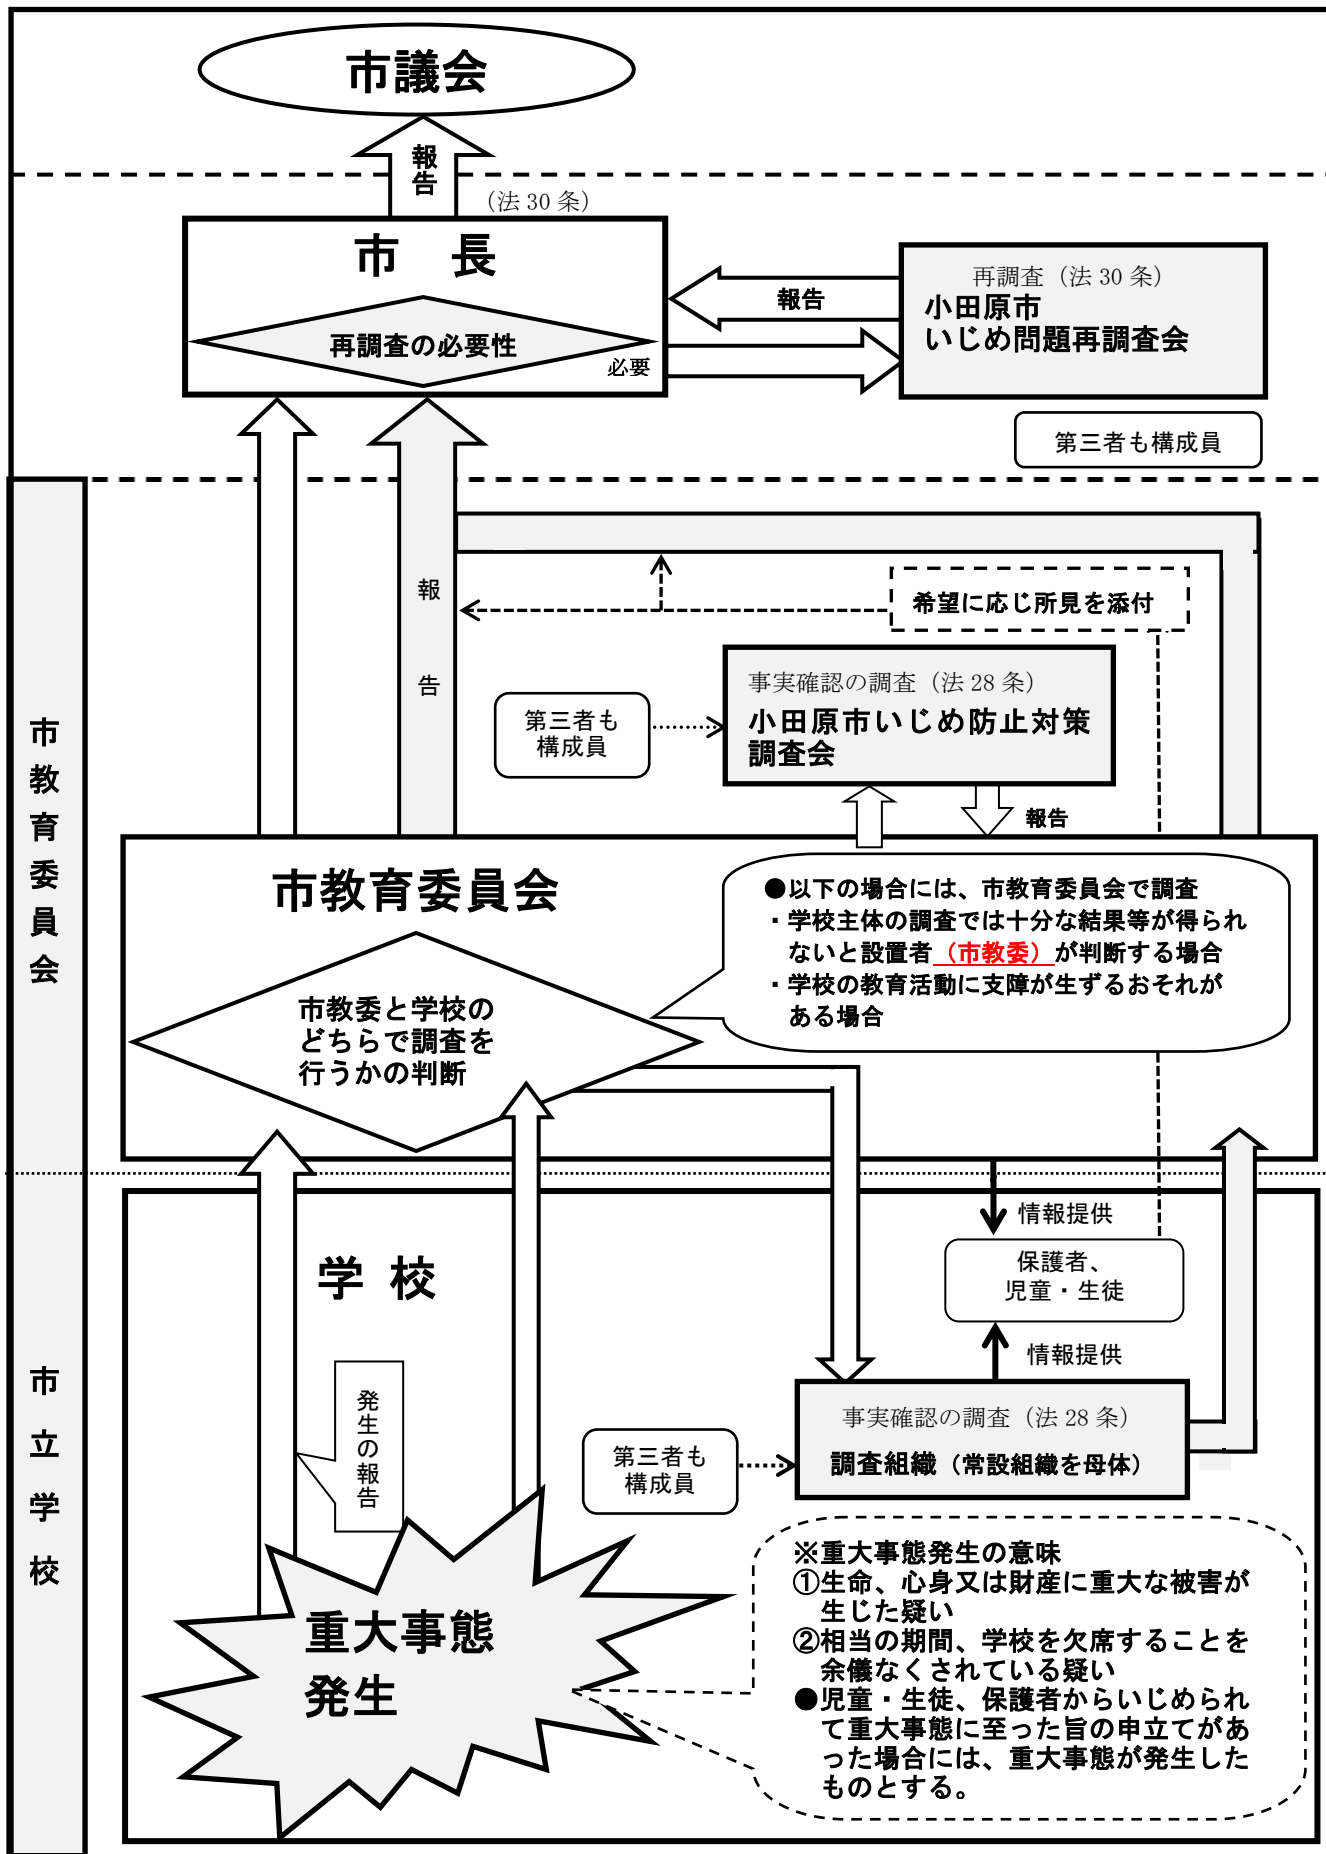 市議会
報
告
（法 30 条）
市　長
再調査の必要性
必要
報告
再調査（法 30 条）
小田原市
いじめ問題再調査会
第三者も構成員
報
告
希望に応じ所見を添付
事実確認の調査（法 28 条）
小田原市いじめ防止対策
調査会
第三者も
構成員
報告
市教育委員会
市教育委員会
●以下の場合には、市教育委員会で調査
・学校主体の調査では十分な結果等が得られ
ないと設置者（市教委）が判断する場合
・学校の教育活動に支障が生ずるおそれが
ある場合
市教委と学校の
どちらで調査を
行うかの判断
市立学校
学 校
情報提供
保護者、
児童・生徒
情報提供
発生の報告
事実確認の調査（法 28 条）
調査組織（常設組織を母体）
第三者も
構成員
重大事態
発生
※重大事態発生の意味
①生命、心身又は財産に重大な被害が
生じた疑い
②相当の期間、学校を欠席することを
余儀なくされている疑い
●児童・生徒、保護者からいじめられ
て重大事態に至った旨の申立てがあ
った場合には、重大事態が発生した
ものとする。